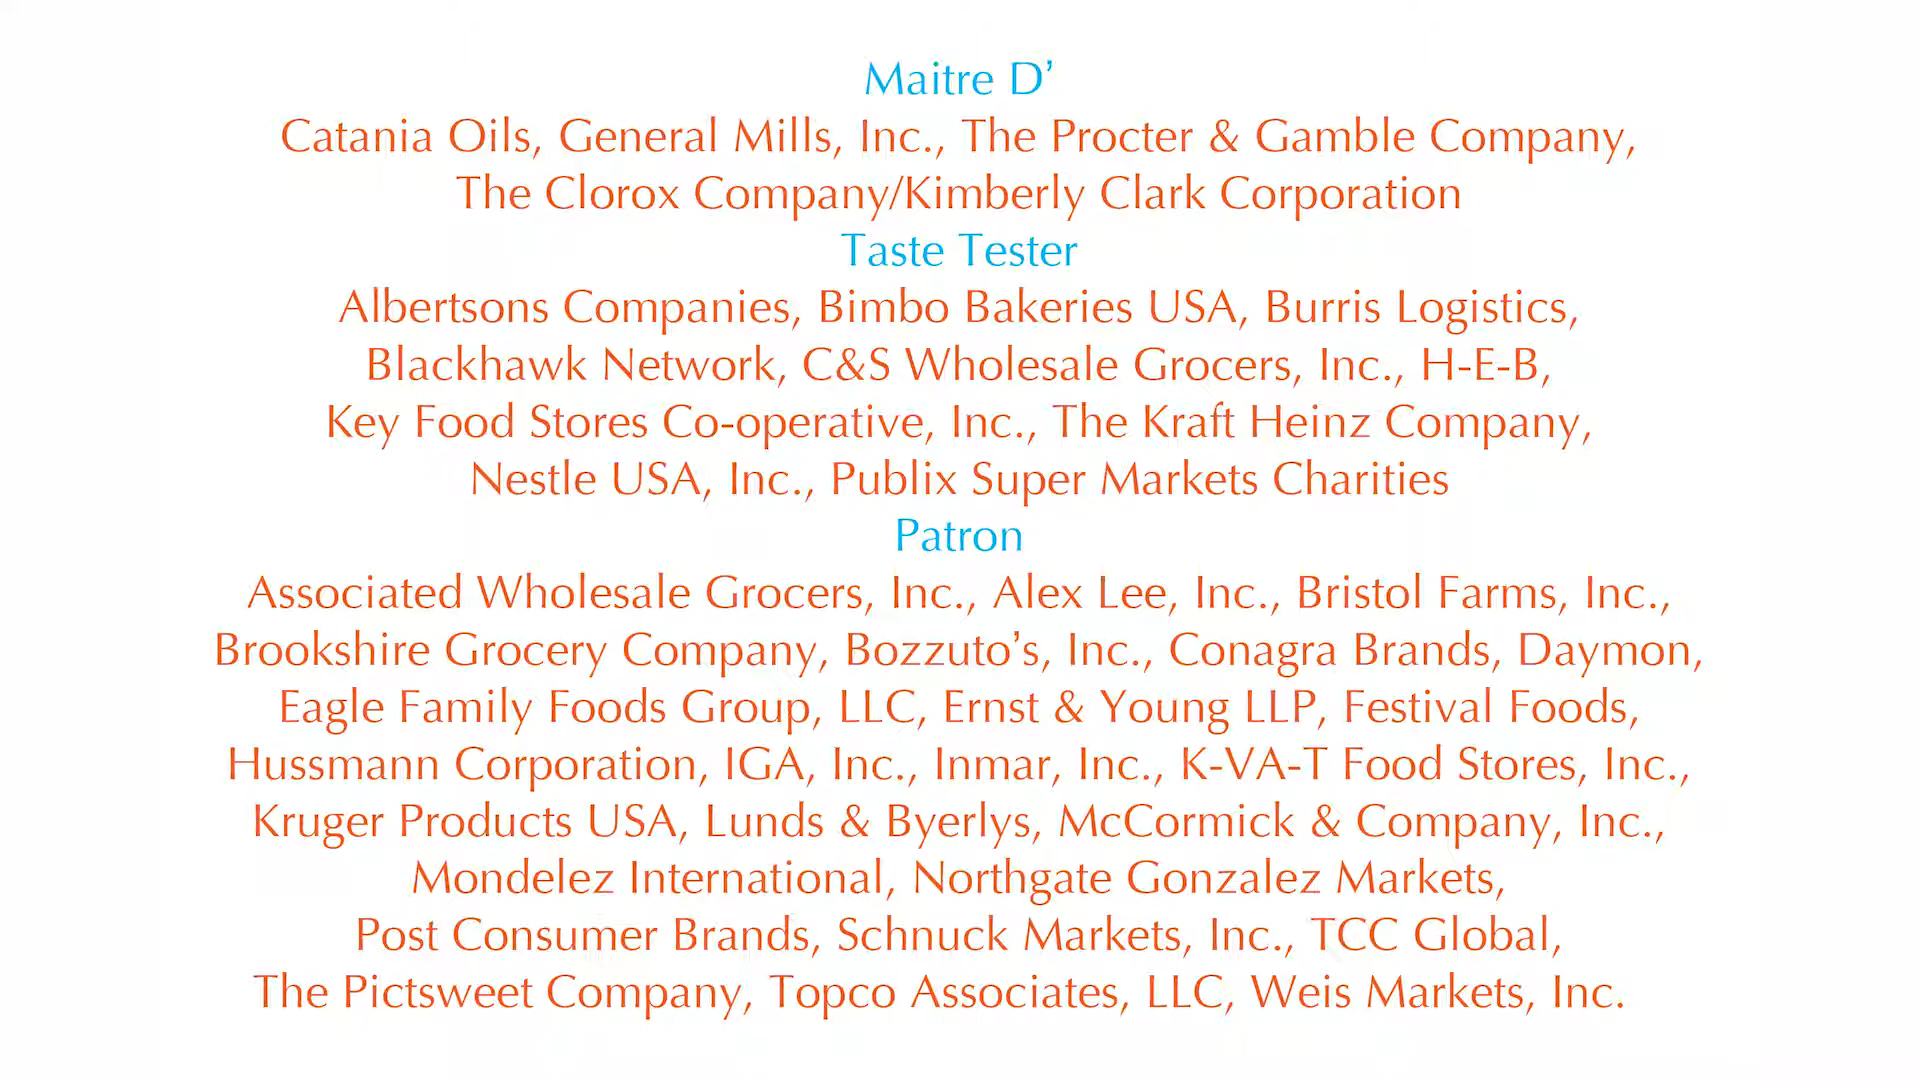 Maitre D’
Catania Oils, General Mills, Inc., The Procter & Gamble Company,
The Clorox Company/Kimberly Clark Corporation
Taste Tester
Albertsons Companies, Bimbo Bakeries USA, Burris Logistics,
Blackhawk Network, C&S Wholesale Grocers, Inc., H-E-B,
Key Food Stores Co-operative, Inc., The Kraft Heinz Company,
Nestle USA, Inc., Publix Super Markets Charities
Patron
Associated Wholesale Grocers, Inc., Alex Lee, Inc., Bristol Farms, Inc.,
Brookshire Grocery Company, Bozzuto’s, Inc., Conagra Brands, Daymon,
Eagle Family Foods Group, LLC, Ernst & Young LLP, Festival Foods,
Hussmann Corporation, IGA, Inc., Inmar, Inc., K-VA-T Food Stores, Inc.,
Kruger Products USA, Lunds & Byerlys, McCormick & Company, Inc.,
Mondelez International, Northgate Gonzalez Markets,
Post Consumer Brands, Schnuck Markets, Inc., TCC Global,
The Pictsweet Company, Topco Associates, LLC, Weis Markets, Inc.